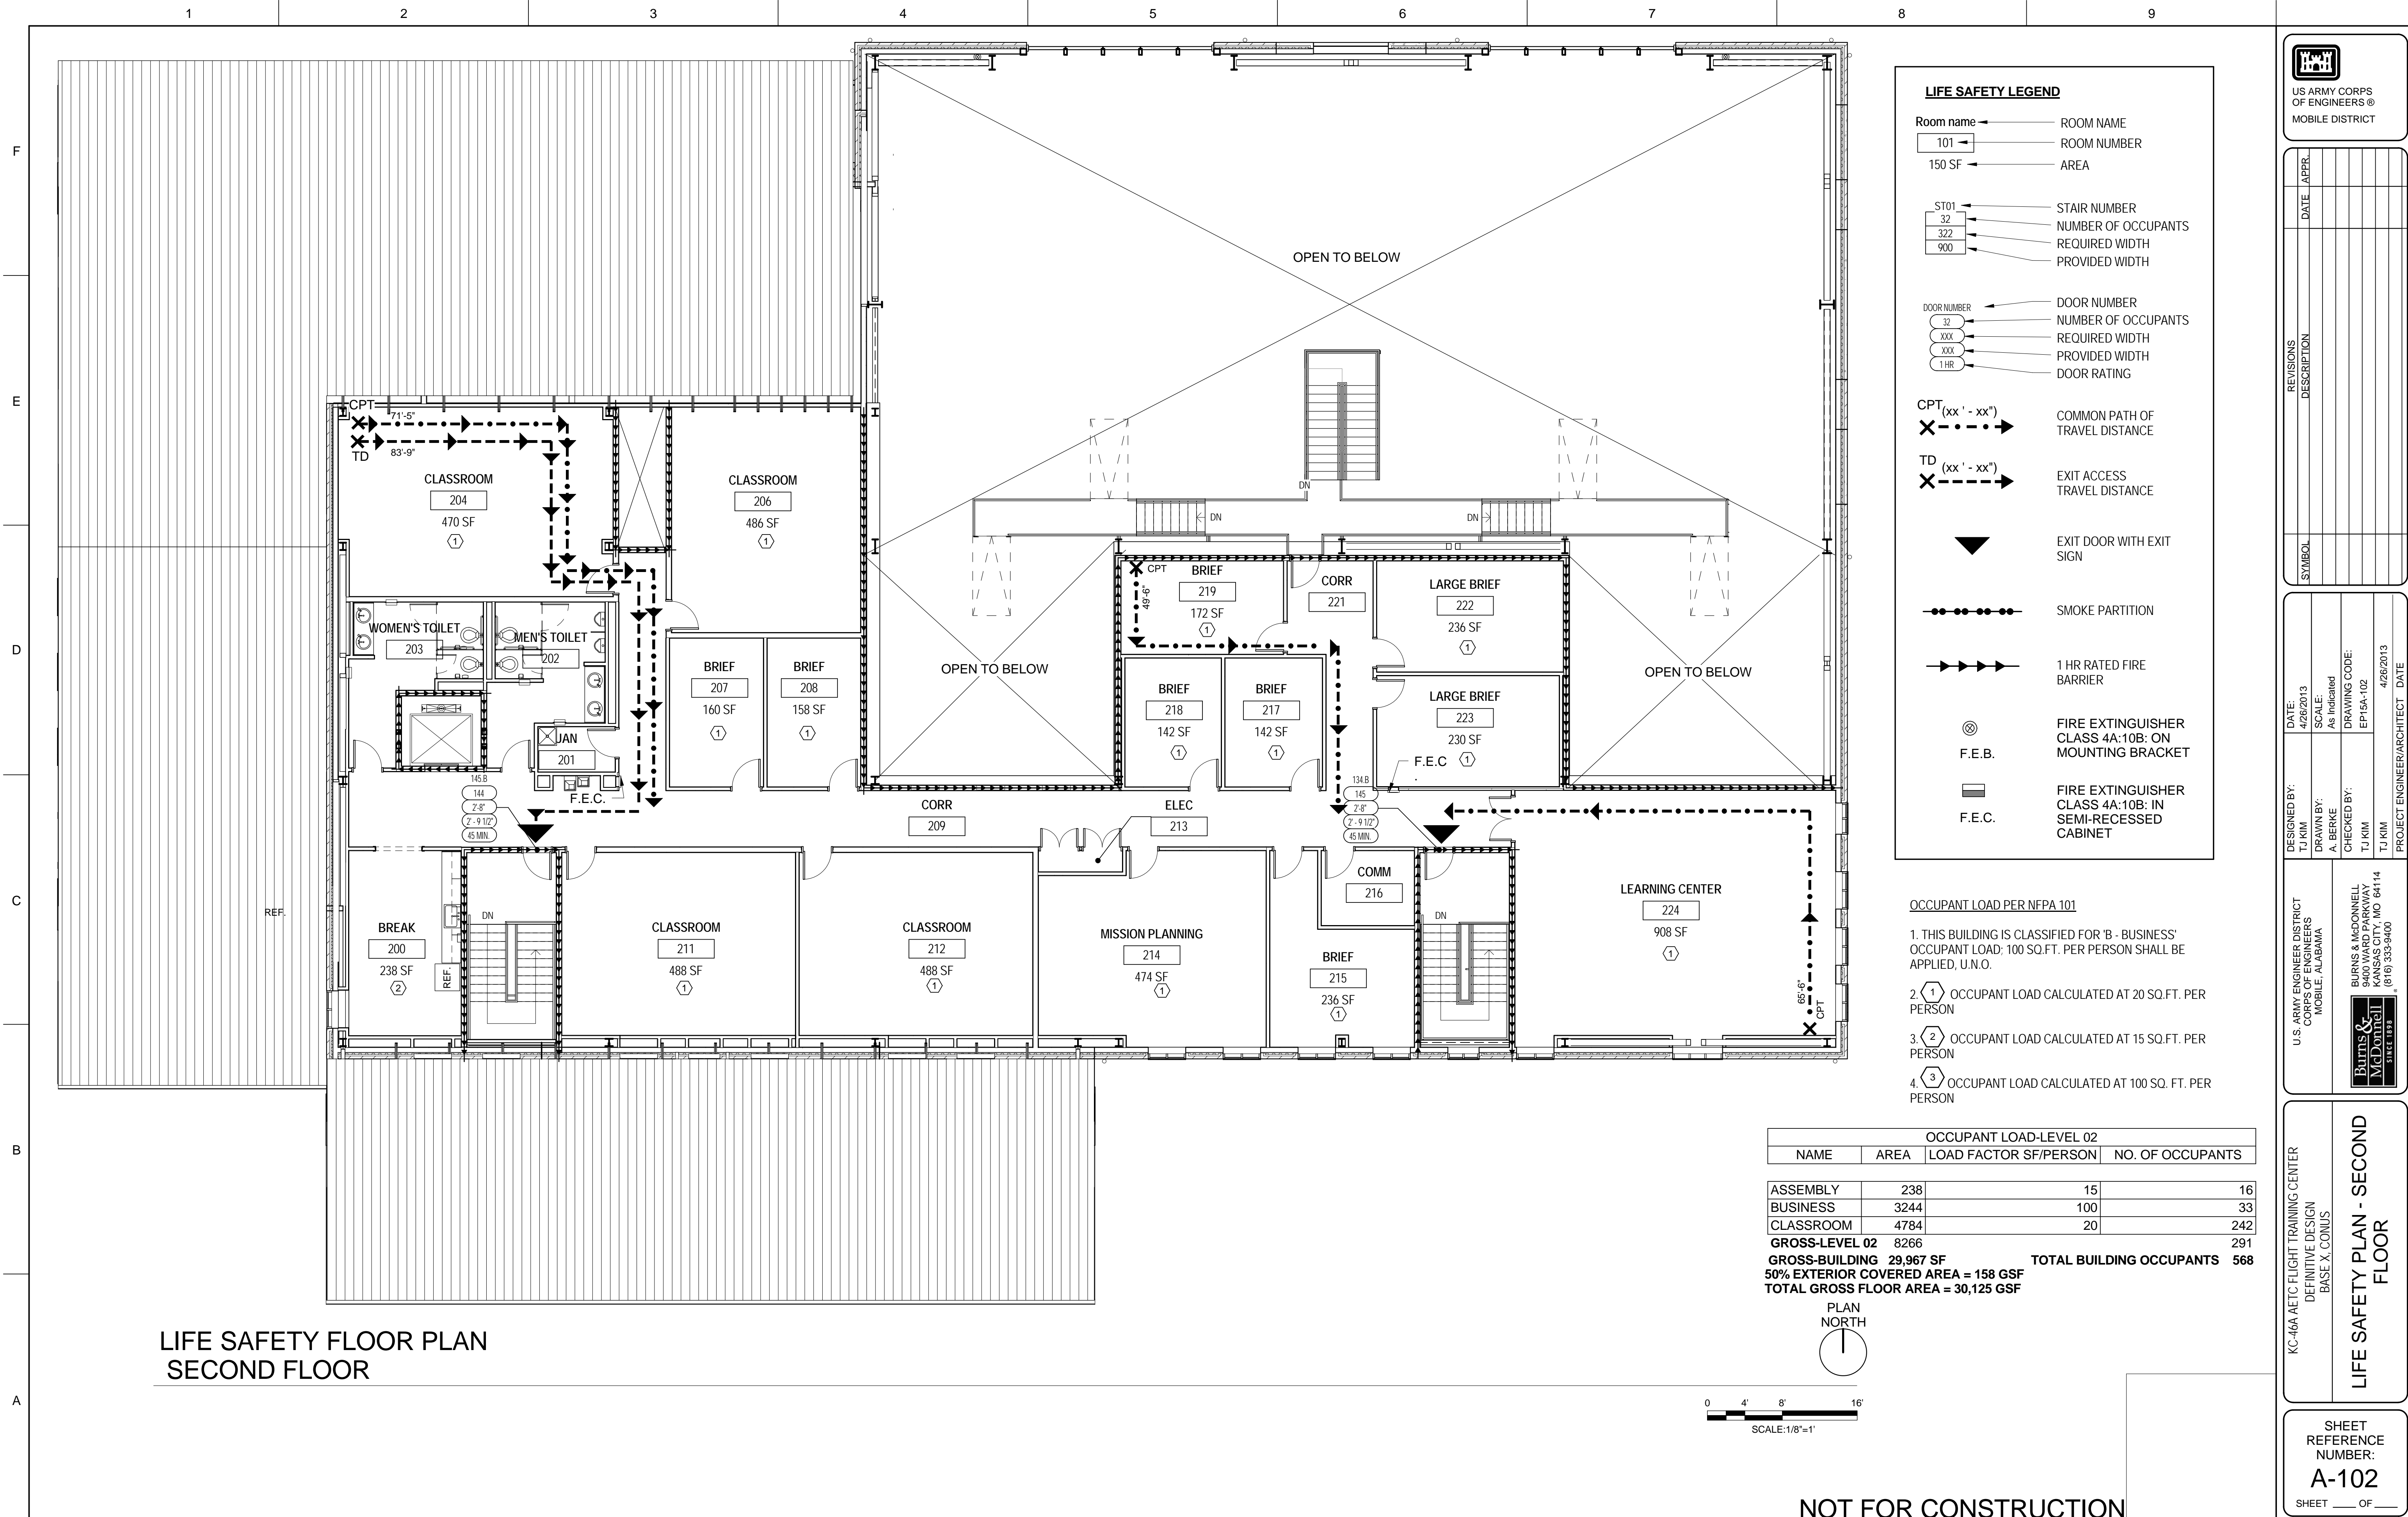 1 2 3 4 5 6 7 8 9
F
E
D
C
B
A
OPEN TO BELOW
DN
DN
DN
CPT
71'-5"
TD
83'-9"
CLASSROOM
204
470 SF
1
CLASSROOM
206
486 SF
1
WOMEN'S TOILET
203
MEN'S TOILET
202
JAN
201
F.E.C.
BRIEF
207
160 SF
1
BRIEF
208
158 SF
1
OPEN TO BELOW
CPT
49'-6"
BRIEF
219
172 SF
1
CORR
221
LARGE BRIEF
222
236 SF
1
BRIEF
218
142 SF
1
BRIEF
217
142 SF
1
LARGE BRIEF
223
230 SF
1
F.E.C
OPEN TO BELOW
145.B
144
2'-8"
2' - 9 1/2"
45 MIN.
CORR
209
ELEC
213
134.B
145
2'-8"
2' - 9 1/2"
45 MIN.
REF.
BREAK
200
238 SF
2
REF.
DN
CLASSROOM
211
488 SF
1
CLASSROOM
212
488 SF
1
MISSION PLANNING
214
474 SF
1
COMM
216
BRIEF
215
236 SF
1
DN
LEARNING CENTER
224
908 SF
1
65'-6"
CPT
LIFE SAFETY LEGEND
Room name ROOM NAME
101 ROOM NUMBER
150 SF AREA
ST01 STAIR NUMBER
32 NUMBER OF OCCUPANTS
322 REQUIRED WIDTH
900 PROVIDED WIDTH
DOOR NUMBER DOOR NUMBER
32 NUMBER OF OCCUPANTS
XXX REQUIRED WIDTH
XXX PROVIDED WIDTH
1 HR DOOR RATING
CPT (xx ' - xx") COMMON PATH OF
TRAVEL DISTANCE
TD (xx ' - xx") EXIT ACCESS
TRAVEL DISTANCE
EXIT DOOR WITH EXIT
SIGN
SMOKE PARTITION
1 HR RATED FIRE
BARRIER
F.E.B.
FIRE EXTINGUISHER
CLASS 4A:10B: ON
MOUNTING BRACKET
F.E.C.
FIRE EXTINGUISHER
CLASS 4A:10B: IN
SEMI-RECESSED
CABINET
OCCUPANT LOAD PER NFPA 101
1. THIS BUILDING IS CLASSIFIED FOR 'B - BUSINESS'
OCCUPANT LOAD; 100 SQ.FT. PER PERSON SHALL BE
APPLIED, U.N.O.
2. 1 OCCUPANT LOAD CALCULATED AT 20 SQ.FT. PER
PERSON
3. 2 OCCUPANT LOAD CALCULATED AT 15 SQ.FT. PER
PERSON
4. 3 OCCUPANT LOAD CALCULATED AT 100 SQ. FT. PER
PERSON
OCCUPANT LOAD-LEVEL 02
NAME AREA LOAD FACTOR SF/PERSON NO. OF OCCUPANTS
ASSEMBLY 238 15 16
BUSINESS 3244 100 33
CLASSROOM 4784 20 242
GROSS-LEVEL 02 8266 291
GROSS-BUILDING 29,967 SF TOTAL BUILDING OCCUPANTS 568
50% EXTERIOR COVERED AREA = 158 GSF
TOTAL GROSS FLOOR AREA = 30,125 GSF
PLAN
NORTH
0 4' 8' 16'
SCALE:1/8"=1'
LIFE SAFETY FLOOR PLAN
SECOND FLOOR
NOT FOR CONSTRUCTION
US ARMY CORPS
OF ENGINEERS ®
MOBILE DISTRICT
REVISIONS
SYMBOL DESCRIPTION DATE APPR.
DESIGNED BY:
TJ KIM
DATE:
4/26/2013
DRAWN BY:
A. BERKE
SCALE:
As Indicated
CHECKED BY:
TJ KIM
DRAWING CODE:
EP15A-102
TJ KIM 4/26/2013
PROJECT ENGINEER/ARCHITECT DATE
U.S. ARMY ENGINEER DISTRICT
CORPS OF ENGINEERS
MOBILE, ALABAMA
BURNS & McDONNELL
9400 WARD PARKWAY
KANSAS CITY, MO 64114
(816) 333-9400
Burns &
McDonnell
SINCE 1898
KC-46A AETC FLIGHT TRAINING CENTER
DEFINITIVE DESIGN
BASE X, CONUS
LIFE SAFETY PLAN - SECOND
FLOOR
SHEET
REFERENCE
NUMBER:
A-102
SHEET ____ OF ____